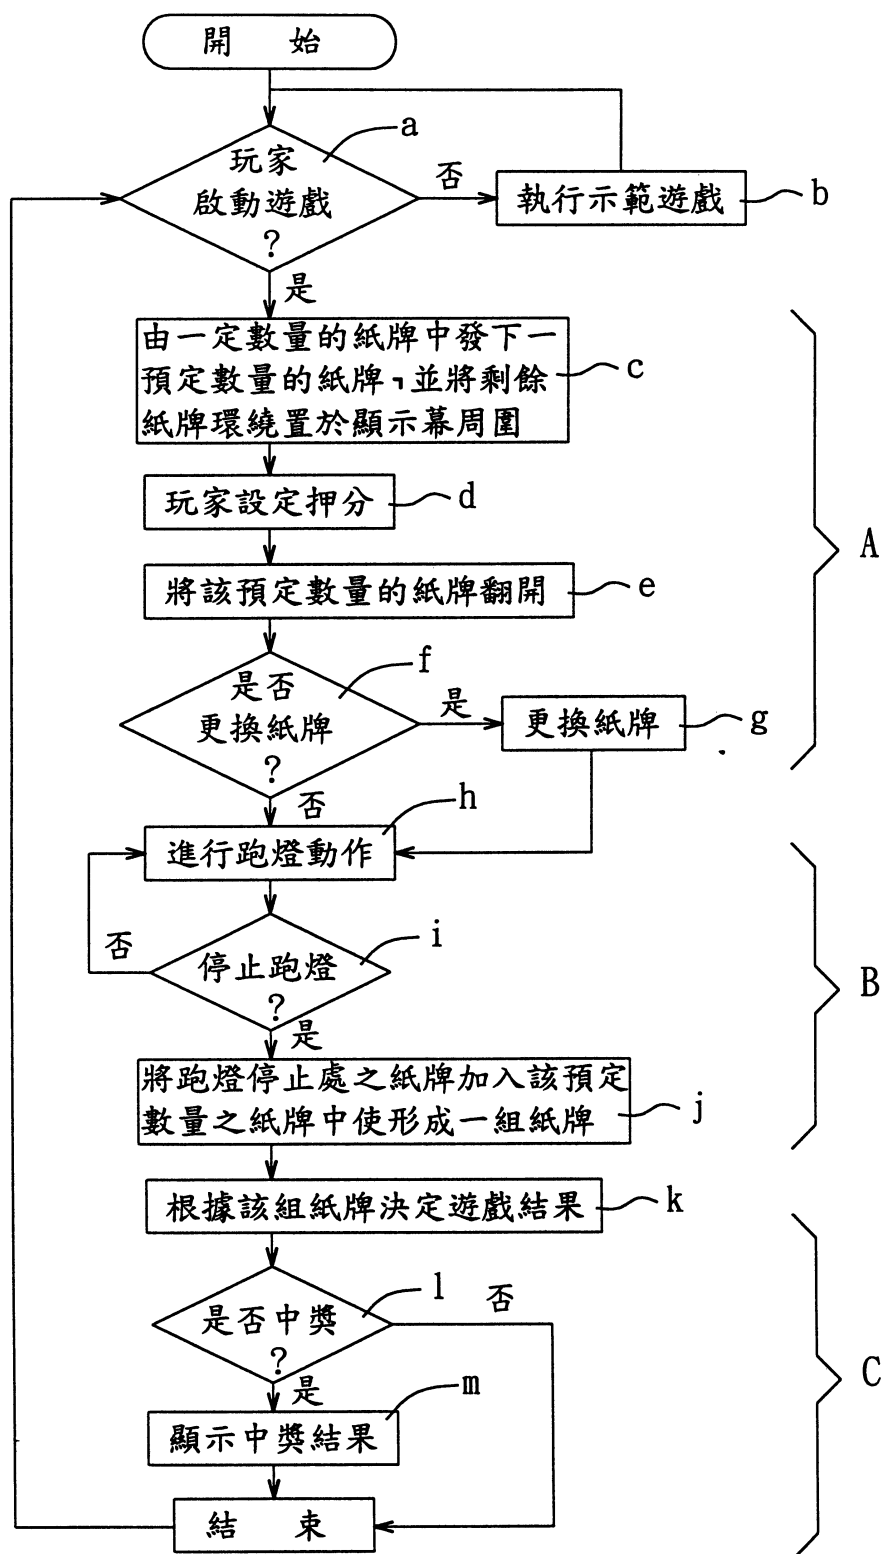 開 始
a
玩家
啟動遊戲
?
否
執行示範遊戲
b
是
由一定數量的紙牌中發下一
預定數量的紙牌,並將剩餘
紙牌環繞置於顯示幕周圍
c
玩家設定押分
d
A
將該預定數量的紙牌翻開
e
是否
更換紙牌
?
f
是
更換紙牌
g
否
h
進行跑燈動作
否
停止跑燈
?
i
B
是
將跑燈停止處之紙牌加入該預定
數量之紙牌中使形成一組紙牌
j
根據該組紙牌決定遊戲結果
k
是否中獎
?
l
否
C
是
m
顯示中獎結果
結 束